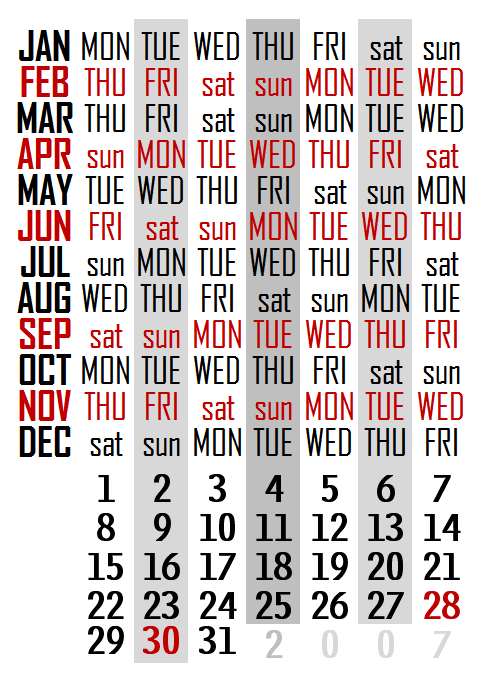 JAN MON TUE WED THU FRI sat sun
FEB THU FRI sat sun MON TUE WED
MAR THU FRI sat sun MON TUE WED
APR sun MON TUE WED THU FRI sat
MAY TUE WED THU FRI sat sun MON
JUN FRI sat sun MON TUE WED THU
JUL sun MON TUE WED THU FRI sat
AUG WED THU FRI sat sun MON TUE
SEP sat sun MON TUE WED THU FRI
OCT MON TUE WED THU FRI sat sun
NOV THU FRI sat sun MON TUE WED
DEC sat sun MON TUE WED THU FRI
1 2 3 4 5 6 7
8 9 10 11 12 13 14
15 16 17 18 19 20 21
22 23 24 25 26 27 28
29 30 31 2 0 0 7